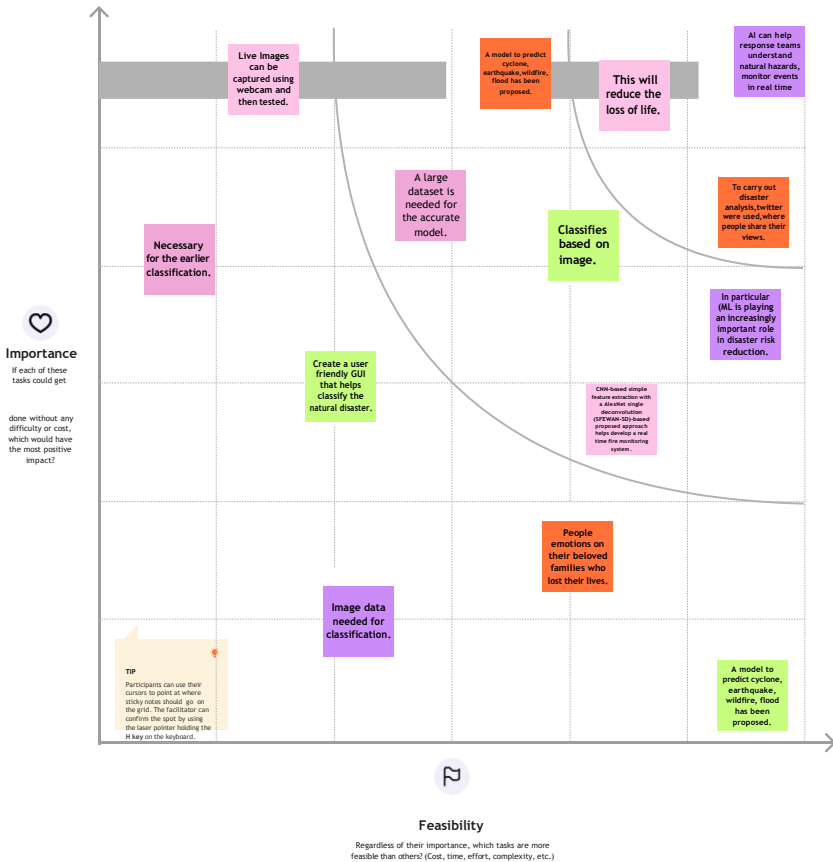 Live Images
can be
captured using
webcam and
then tested.
A model to predict
cyclone,
earthquake,wildfire,
flood has been
proposed.
This will
reduce the
loss of life.
AI can help
response teams
understand
natural hazards,
monitor events
in real time
A large
dataset is
needed for
the accurate
model.
To carry out
disaster
analysis,twitter
were used,where
people share their
views.
Necessary
for the earlier
classification.
Classifies
based on
image.
In particular
(ML is playing
an increasingly
important role
in disaster risk
reduction.
Importance
If each of these
tasks could get
done without any
difficulty or cost,
which would have
the most positive
impact?
Create a user
friendly GUI
that helps
classify the
natural disaster.
CNN-based simple
feature extraction with
a AlexNet single
deconvolution
(SFEWAN-SD)-based
proposed approach
helps develop a real
time fire monitoring
system.
People
emotions on
their beloved
families who
lost their lives.
Image data
needed for
classification.
TIP
Participants can use their
cursors to point at where
sticky notes should go on
the grid. The facilitator can
confirm the spot by using
the laser pointer holding the
H key on the keyboard.
A model to
predict cyclone,
earthquake,
wildfire, flood
has been
proposed.
Feasibility
Regardless of their importance, which tasks are more
feasible than others? (Cost, time, effort, complexity, etc.)